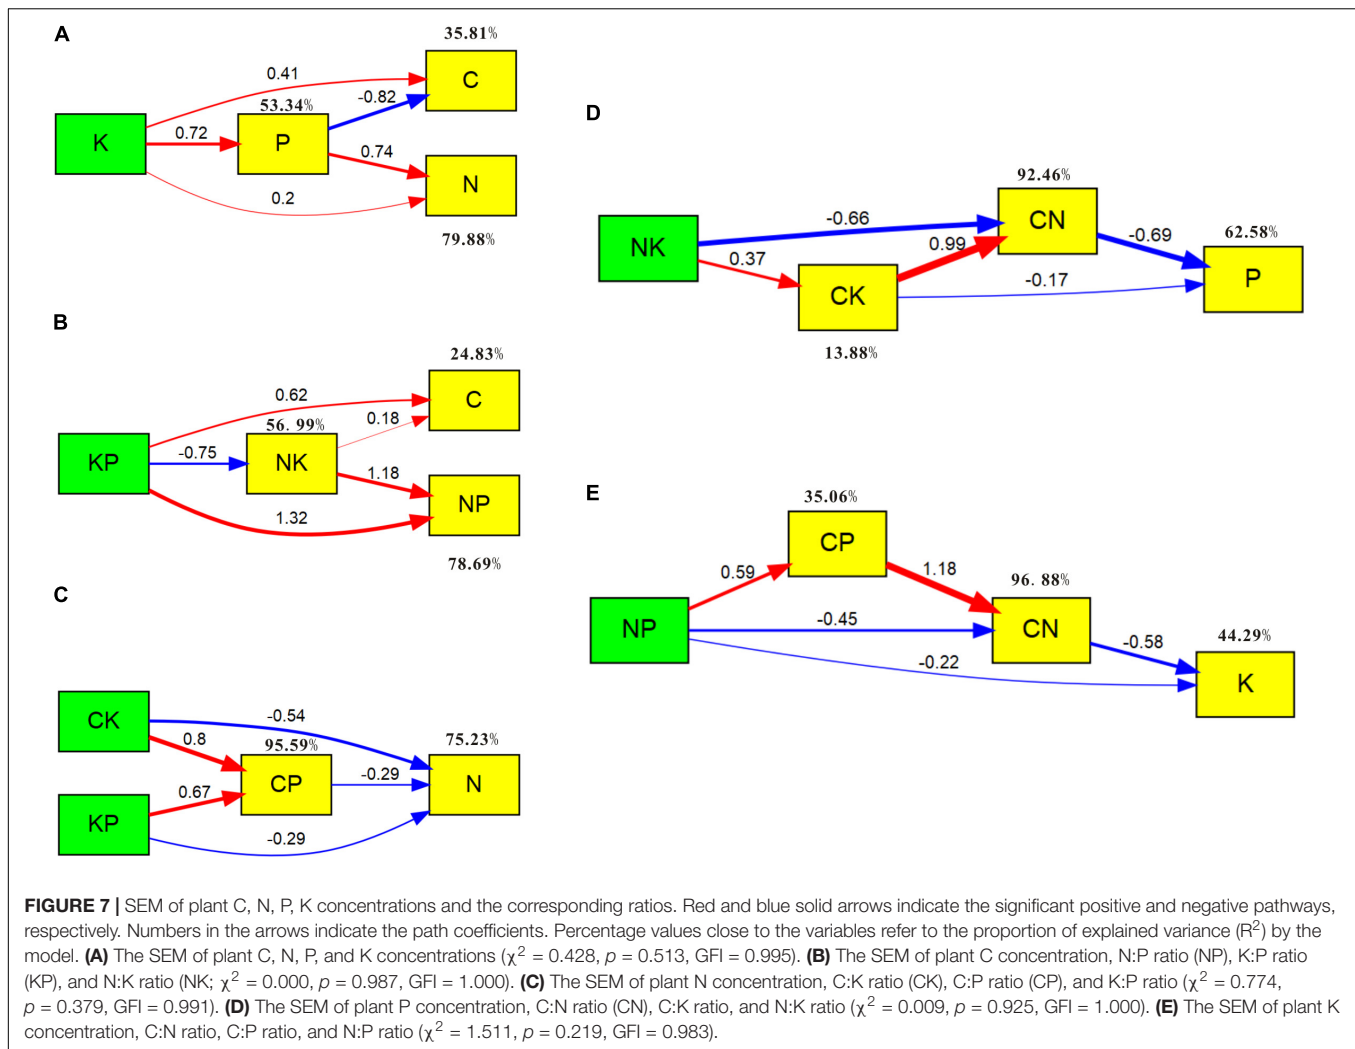 A
35.81%
C
0.41
53.34%
-0.82
K
0.72
P
0.74
N
0.2
79.88%
B
24.83%
C
0.62
56.99%
0.18
KP
-0.75
NK
1.18
NP
1.32
78.69%
C
CK
-0.54
0.8
95.59%
75.23%
CP
-0.29
N
0.67
KP
-0.29
D
92.46%
-0.66
CN
NK
0.99
-0.69
62.58%
0.37
CK
-0.17
P
13.88%
E
35.06%
CP
0.59
1.18
96.88%
NP
-0.45
CN
-0.58
44.29%
-0.22
K
FIGURE 7 | SEM of plant C, N, P, K concentrations and the corresponding ratios. Red and blue solid arrows indicate the significant positive and negative pathways,
respectively. Numbers in the arrows indicate the path coefficients. Percentage values close to the variables refer to the proportion of explained variance (R²) by the
model. (A) The SEM of plant C, N, P, and K concentrations (χ² = 0.428, p = 0.513, GFI = 0.995). (B) The SEM of plant C concentration, N:P ratio (NP), K:P ratio
(KP), and N:K ratio (NK; χ² = 0.000, p = 0.987, GFI = 1.000). (C) The SEM of plant N concentration, C:K ratio (CK), C:P ratio (CP), and K:P ratio (χ² = 0.774,
p = 0.379, GFI = 0.991). (D) The SEM of plant P concentration, C:N ratio (CN), C:K ratio, and N:K ratio (χ² = 0.009, p = 0.925, GFI = 1.000). (E) The SEM of plant K
concentration, C:N ratio, C:P ratio, and N:P ratio (χ² = 1.511, p = 0.219, GFI = 0.983).